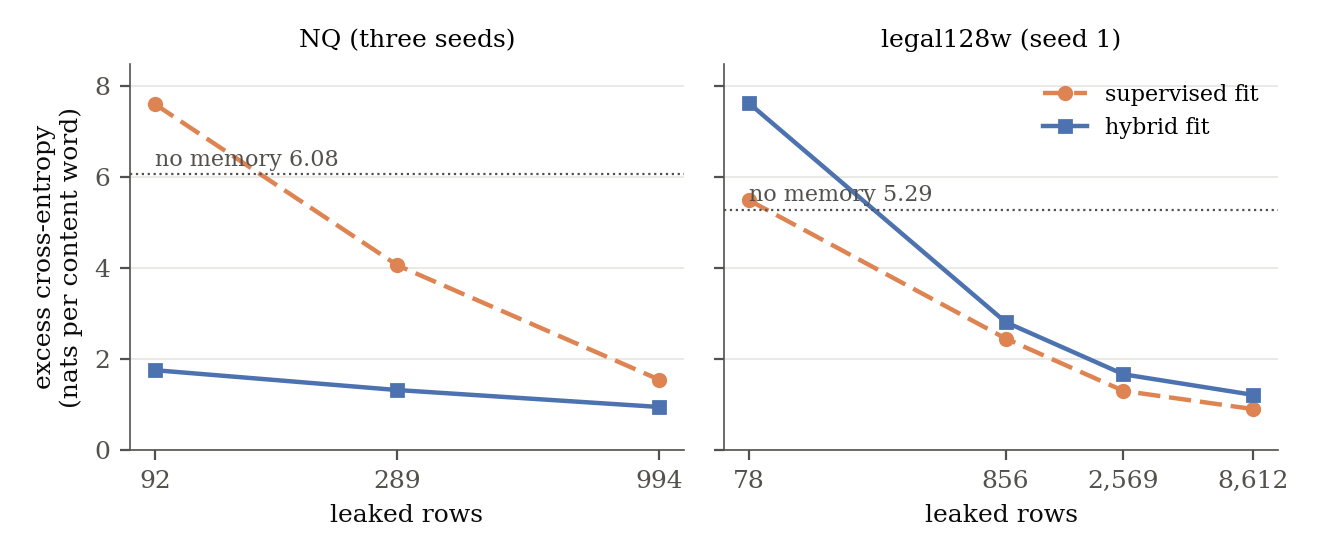 NQ (three seeds)
legal128w (seed 1)
excess cross-entropy
(nats per content word)
8
6
4
2
0
no memory 6.08
no memory 5.29
supervised fit
hybrid fit
92
289
994
78
856
2,569
8,612
leaked rows
leaked rows